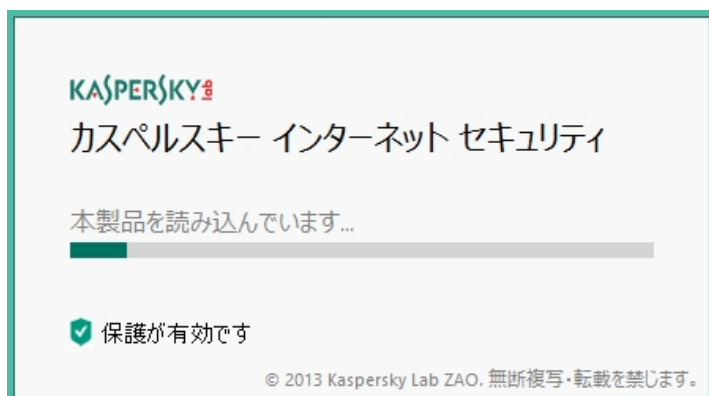 KASPERSKY lab
カスペルスキー インターネット セキュリティ
本製品を読み込んでいます...
保護が有効です
© 2013 Kaspersky Lab ZAO. 無断複写・転載を禁じます。